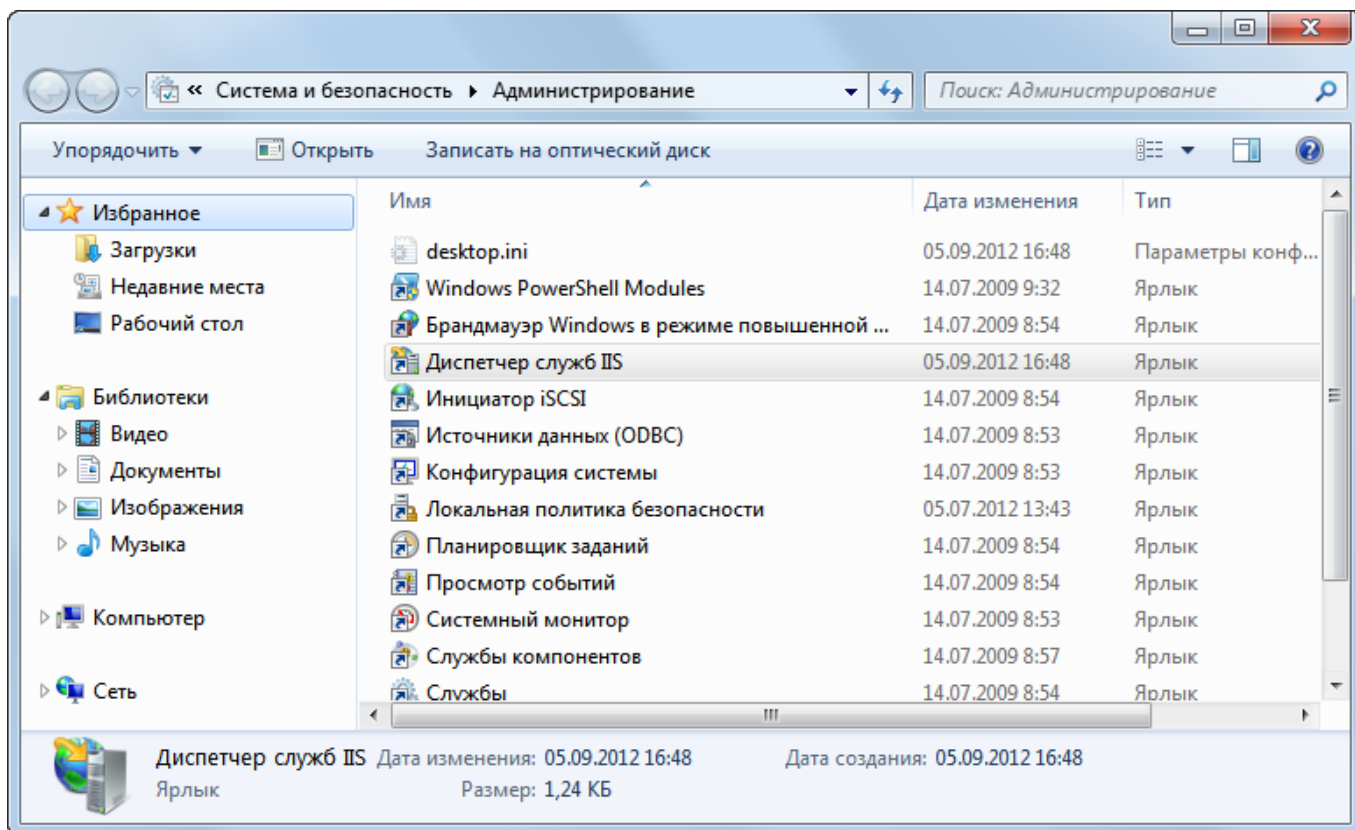 « Система и безопасность ▸ Администрирование
Поиск: Администрирование
Упорядочить Открыть Записать на оптический диск
Имя Дата изменения Тип
Избранное
Загрузки
Недавние места
Рабочий стол
Библиотеки
Видео
Документы
Изображения
Музыка
Компьютер
Сеть
desktop.ini 05.09.2012 16:48 Параметры конф...
Windows PowerShell Modules 14.07.2009 9:32 Ярлык
Брандмауэр Windows в режиме повышенной ... 14.07.2009 8:54 Ярлык
Диспетчер служб IIS 05.09.2012 16:48 Ярлык
Инициатор iSCSI 14.07.2009 8:54 Ярлык
Источники данных (ODBC) 14.07.2009 8:53 Ярлык
Конфигурация системы 14.07.2009 8:53 Ярлык
Локальная политика безопасности 05.07.2012 13:43 Ярлык
Планировщик заданий 14.07.2009 8:54 Ярлык
Просмотр событий 14.07.2009 8:54 Ярлык
Системный монитор 14.07.2009 8:53 Ярлык
Службы компонентов 14.07.2009 8:57 Ярлык
Службы 14.07.2009 8:54 Ярлык
Диспетчер служб IIS Дата изменения: 05.09.2012 16:48 Дата создания: 05.09.2012 16:48
Ярлык Размер: 1,24 КБ